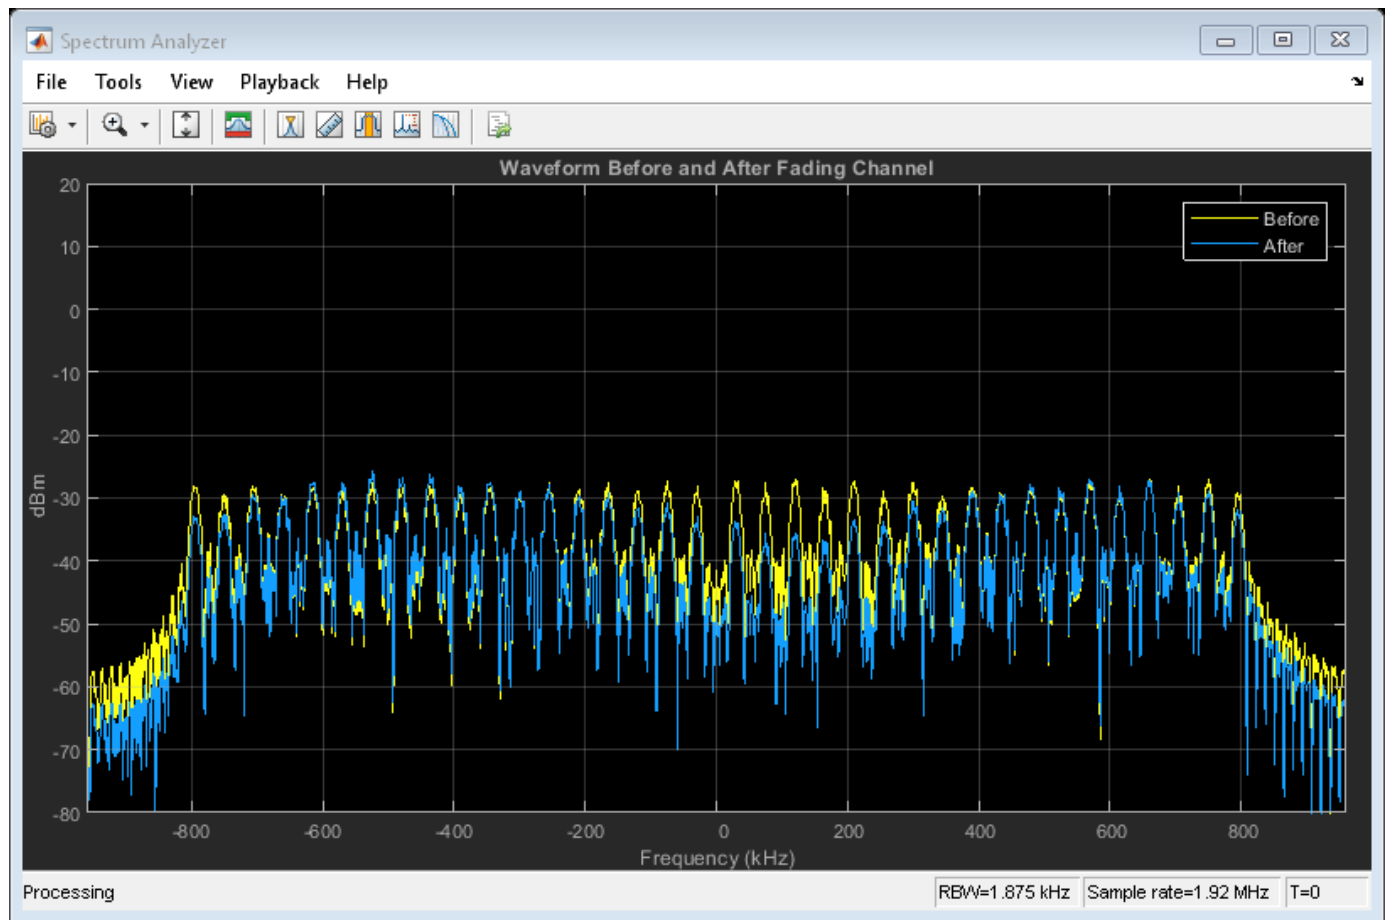 Spectrum Analyzer
File Tools View Playback Help
Waveform Before and After Fading Channel
20
10
0
-10
-20
-30
-40
-50
-60
-70
-80
dBm
Before
After
-800 -600 -400 -200 0 200 400 600 800
Frequency (kHz)
Processing RBW=1.875 kHz Sample rate=1.92 MHz T=0